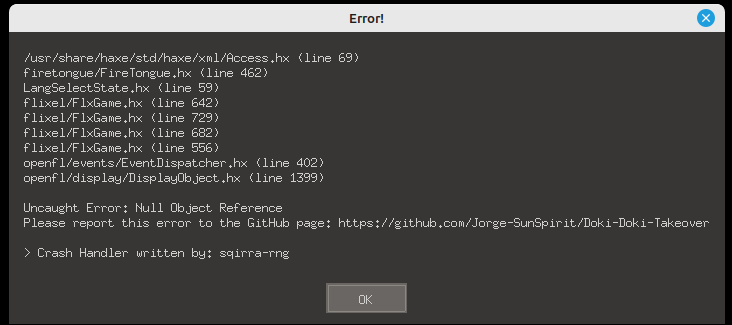 Error!
/usr/share/haxe/std/haxe/xml/Access.hx (line 69)
firetongue/FireTongue.hx (line 462)
LangSelectState.hx (line 59)
flixel/FlxGame.hx (line 642)
flixel/FlxGame.hx (line 729)
flixel/FlxGame.hx (line 682)
flixel/FlxGame.hx (line 556)
openfl/events/EventDispatcher.hx (line 402)
openfl/display/DisplayObject.hx (line 1399)
Uncaught Error: Null Object Reference
Please report this error to the GitHub page: https://github.com/Jorge-SunSpirit/Doki-Doki-Takeover
> Crash Handler written by: sqirra-rng
OK